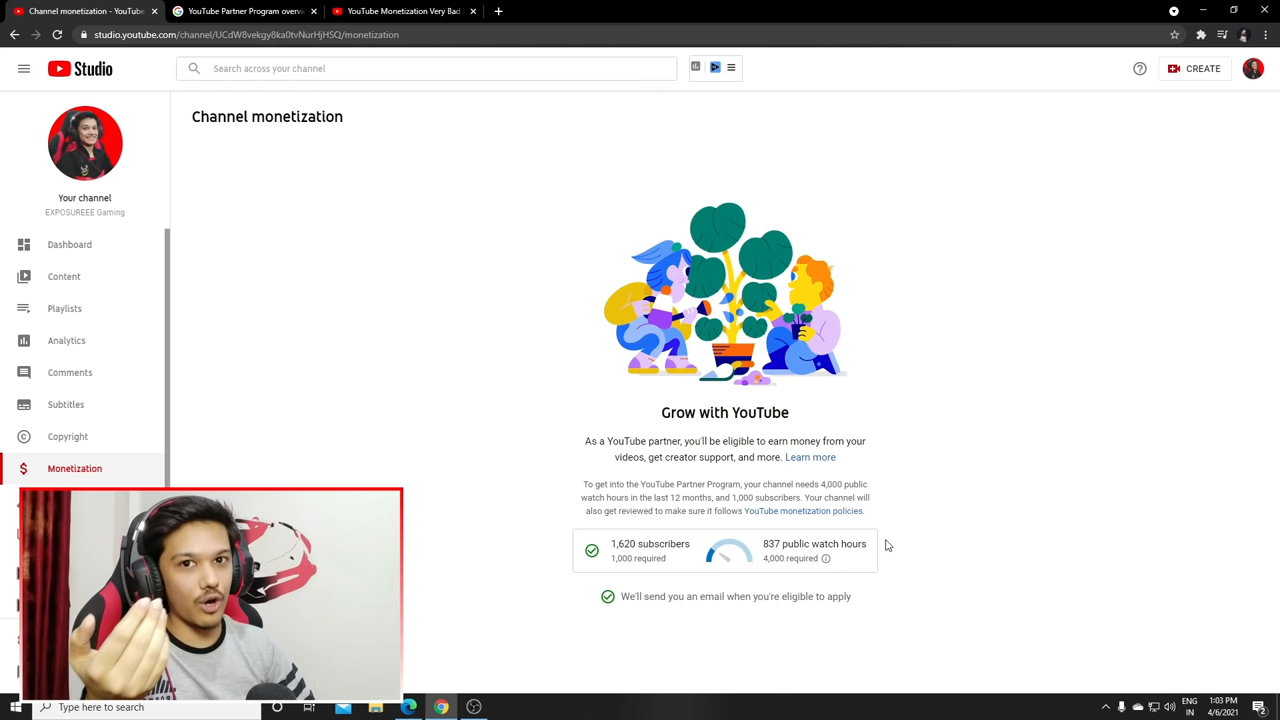 Channel monetization - YouTube
YouTube Partner Program overvi
YouTube Monetization Very Bad
studio.youtube.com/channel/UCdW8vekgy8ka0tvNurHjHSQ/monetization
Studio
Search across your channel
CREATE
Channel monetization
Your channel
EXPOSUREEE Gaming
Dashboard
Content
Playlists
Analytics
Comments
Subtitles
Copyright
Monetization
Grow with YouTube
As a YouTube partner, you'll be eligible to earn money from your
videos, get creator support, and more. Learn more
To get into the YouTube Partner Program, your channel needs 4,000 public
watch hours in the last 12 months, and 1,000 subscribers. Your channel will
also get reviewed to make sure it follows YouTube monetization policies.
1,620 subscribers
1,000 required
837 public watch hours
4,000 required
We'll send you an email when you're eligible to apply
Type here to search
ENG
IN
1:03 PM
4/6/2021
2